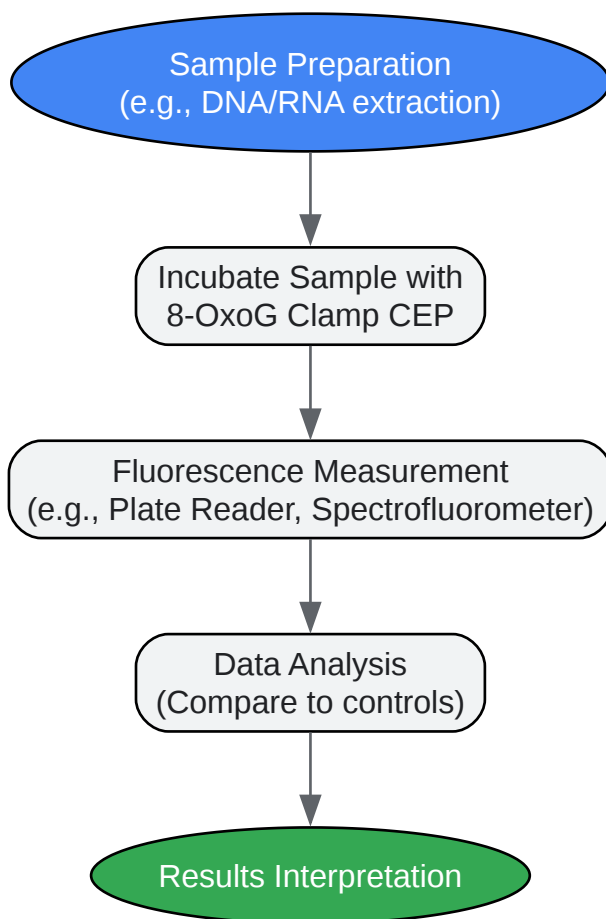 Sample Preparation
(e.g., DNA/RNA extraction)
Incubate Sample with
8-OxoG Clamp CEP
Fluorescence Measurement
(e.g., Plate Reader, Spectrofluorometer)
Data Analysis
(Compare to controls)
Results Interpretation